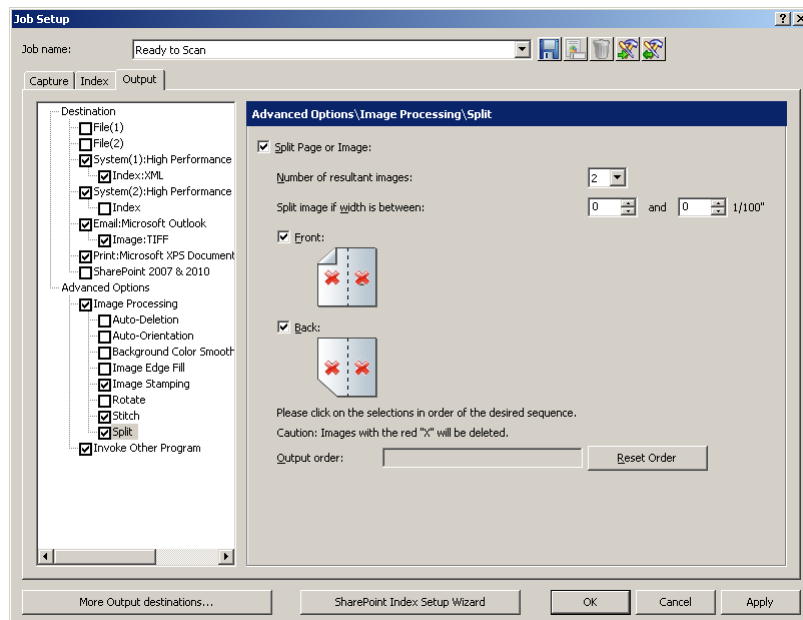 Job Setup
Job name: Ready to Scan
Capture Index Output
Destination
File(1)
File(2)
System(1):High Performance
Index:XML
System(2):High Performance
Index
Email:Microsoft Outlook
Image:TIFF
Print:Microsoft XPS Document
SharePoint 2007 & 2010
Advanced Options
Image Processing
Auto-Deletion
Auto-Orientation
Background Color Smooth
Image Edge Fill
Image Stamping
Rotate
Stitch
Split
Invoke Other Program
Advanced Options\Image Processing\Split
Split Page or Image:
Number of resultant images: 2
Split image if width is between: 0 and 0 1/100"
Front:
Back:
Please click on the selections in order of the desired sequence.
Caution: Images with the red "X" will be deleted.
Output order: Reset Order
More Output destinations... SharePoint Index Setup Wizard OK Cancel Apply